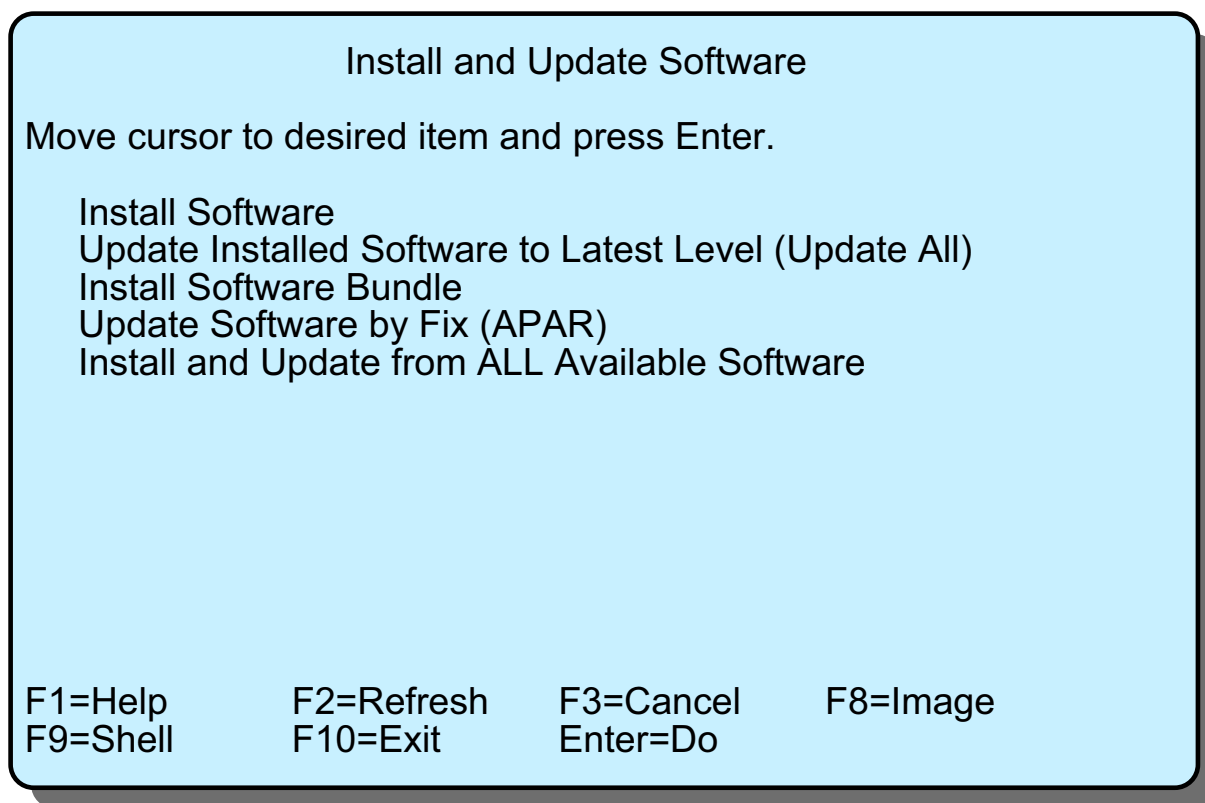 Install and Update Software
Move cursor to desired item and press Enter.
Install Software
Update Installed Software to Latest Level (Update All)
Install Software Bundle
Update Software by Fix (APAR)
Install and Update from ALL Available Software
F1=Help F2=Refresh F3=Cancel F8=Image
F9=Shell F10=Exit Enter=Do